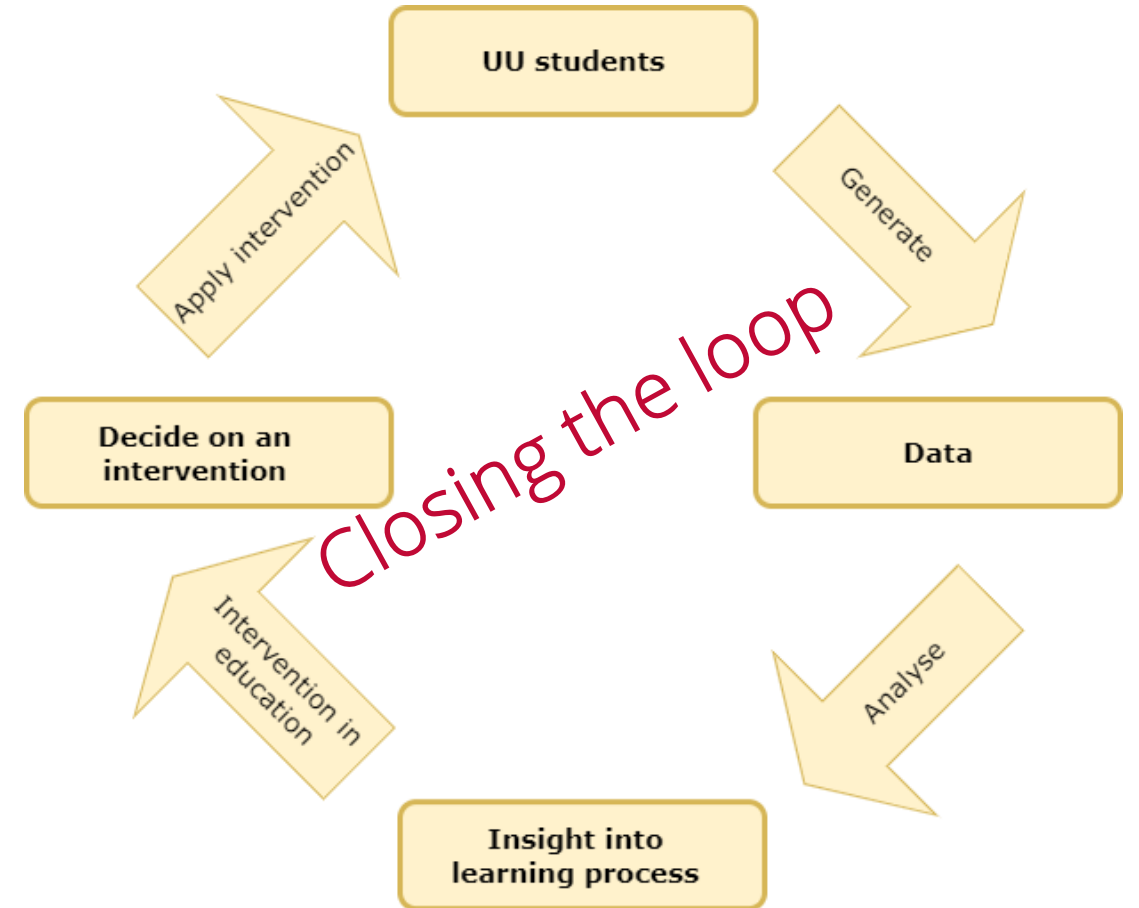 UU students
Generate
Data
Analyse
Insight into
learning process
Intervention in
education
Decide on an
intervention
Apply intervention
Closing the loop